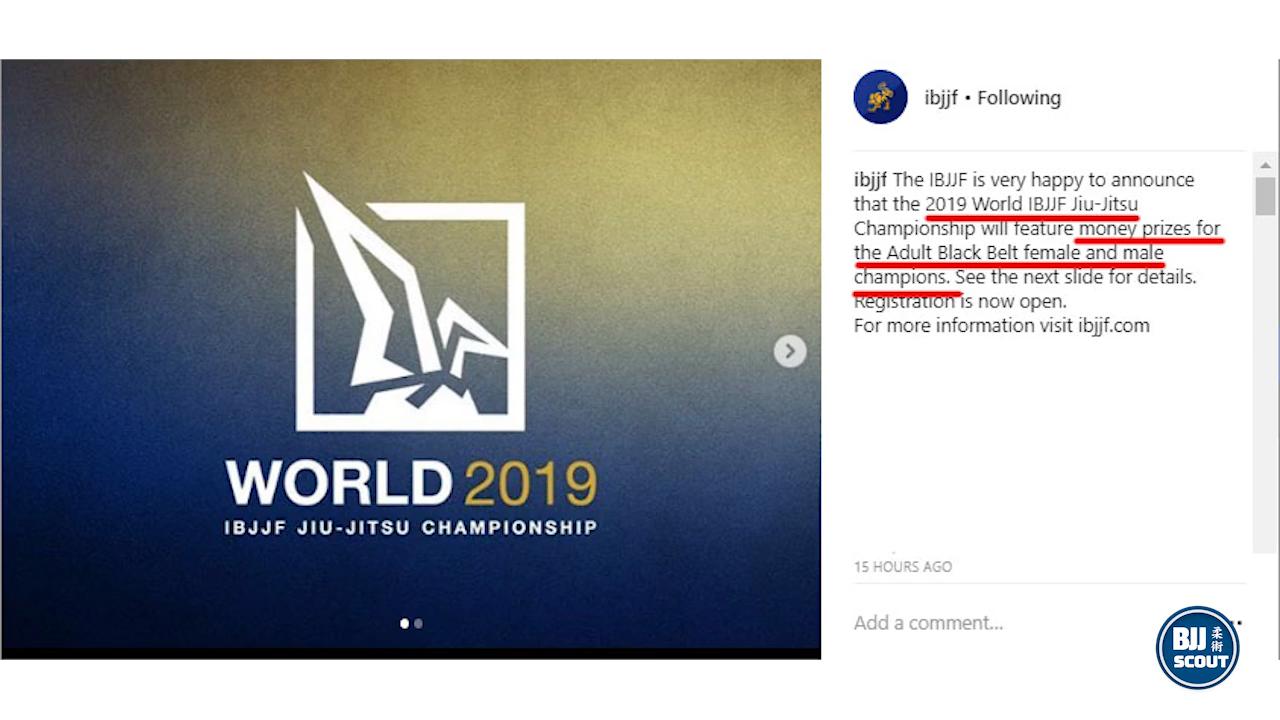 WORLD 2019
IBJJF JIU-JITSU CHAMPIONSHIP
ibjjf • Following
ibjjf The IBJJF is very happy to announce
that the 2019 World IBJJF Jiu-Jitsu
Championship will feature money prizes for
the Adult Black Belt female and male
champions. See the next slide for details.
Registration is now open.
For more information visit ibjjf.com
15 HOURS AGO
Add a comment...
BJJ 柔術
SCOUT